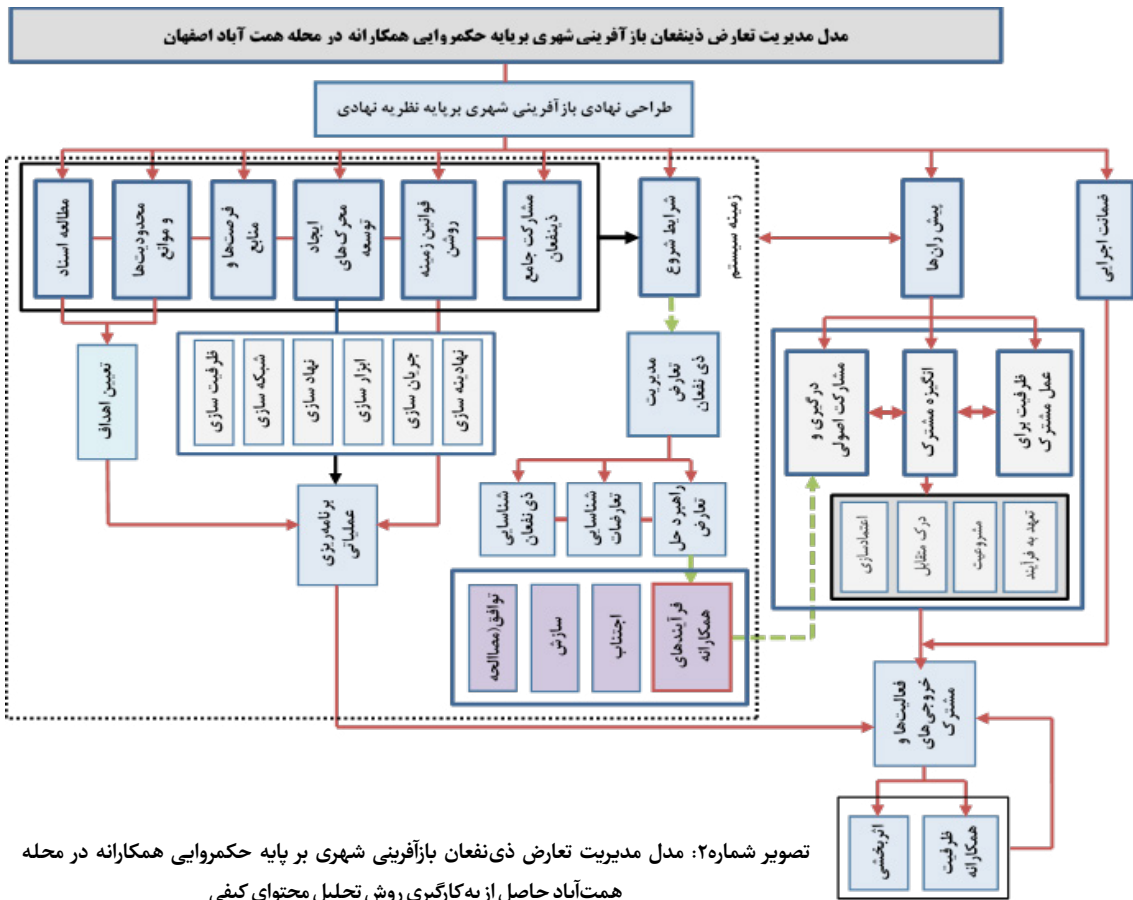 مدل مدیریت تعارض ذینفعان بازآفرینی شهری برپایه حکمروایی همکارانه در محله همت آباد اصفهان
طراحی نهادی بازآفرینی شهری برپایه نظریه نهادی
ضمانت اجرایی
پیش ران‌ها
زمینه سیستم
شرایط شروع
مشارکت جامع
ذینفعان
قوانین زمینه
روشن
ایجاد
محرک‌های
توسعه
فرصت‌ها و
منابع
محدودیت‌ها
و موانع
مطالعه اسناد
ظرفیت برای
عمل مشترک
انگیزه مشترک
درگیری و
مشارکت اصولی
تعهد به فرآیند
مشروعیت
درک متقابل
اعتمادسازی
مدیریت
تعارض
ذی نفعان
نهادینه سازی
جریان سازی
ابزار سازی
نهاد سازی
شبکه سازی
ظرفیت سازی
تعیین اهداف
راهبرد حل
تعارض
شناسایی
تعارضات
شناسایی
ذی نفعان
برنامه‌ریزی
عملیاتی
فرآیندهای
همکارانه
اجتناب
سازش
توافق(مصاالحه
فعالیت‌ها و
خروجی‌های
مشترک
ظرفیت
همکارانه
اثربخشی
تصویر شماره۲: مدل مدیریت تعارض ذی‌نفعان بازآفرینی شهری بر پایه حکمروایی همکارانه در محله
همت‌آباد حاصل از به کارگیری روش تحلیل محتوای کیفی